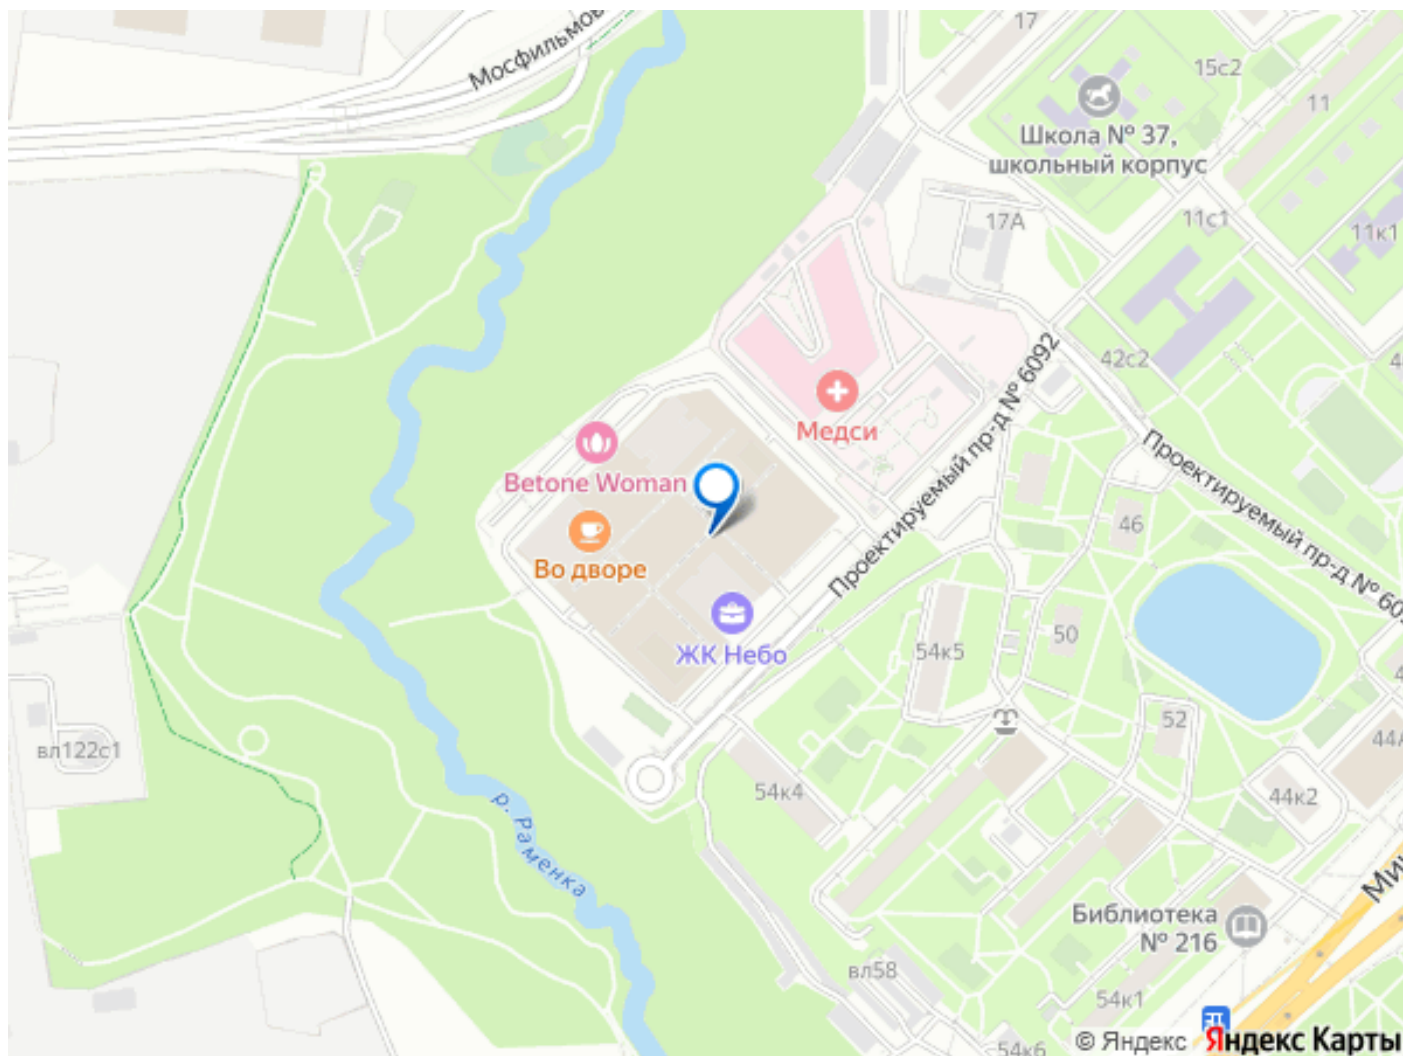 Мосфильмов
17
15с2
11
Школа № 37,
школьный корпус
17А
11с1
11к1
42с2
Проектируемый пр-д № 6092
Медси
Betone Woman
Во дворе
ЖК Небо
Проектируемый пр-д № 60
46
50
54к5
52
44А
44к2
вл122с1
54к4
р. Раменка
Мич
Библиотека
№ 216
вл58
54к1
54к6
© Яндекс Яндекс Карты